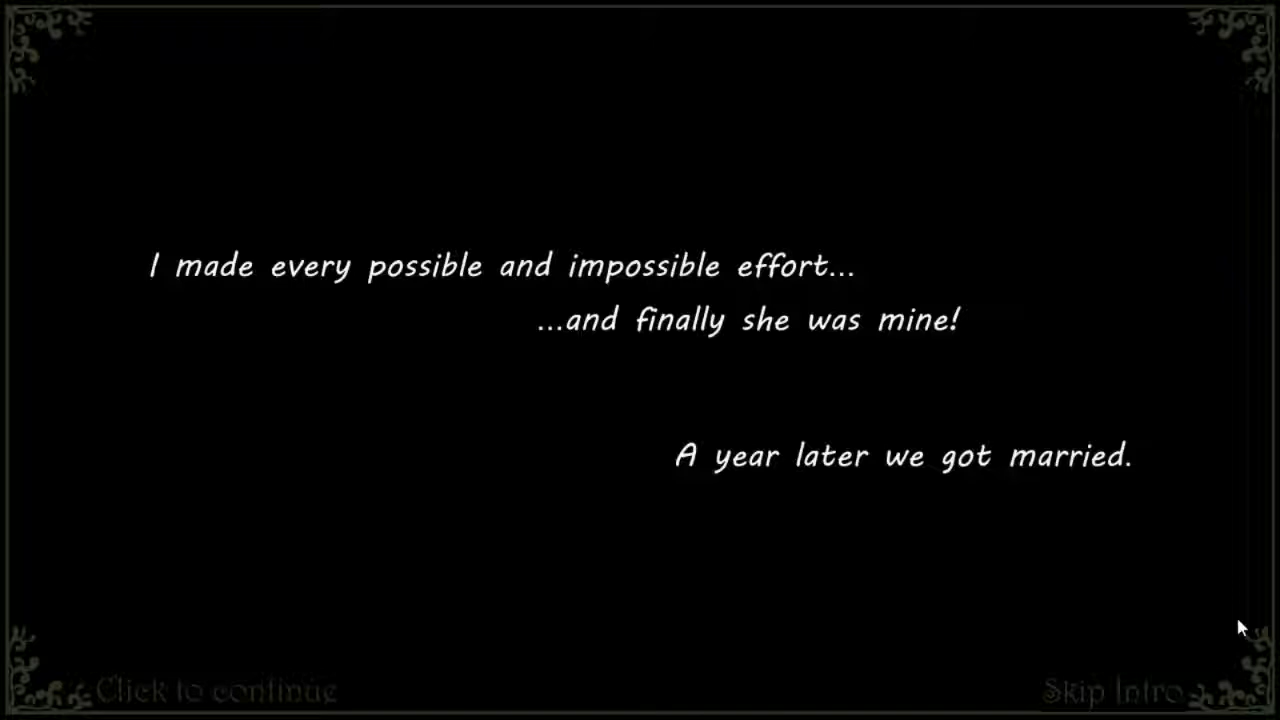 I made every possible and impossible effort...
...and finally she was mine!
A year later we got married.
Click to continue
Skip Intro